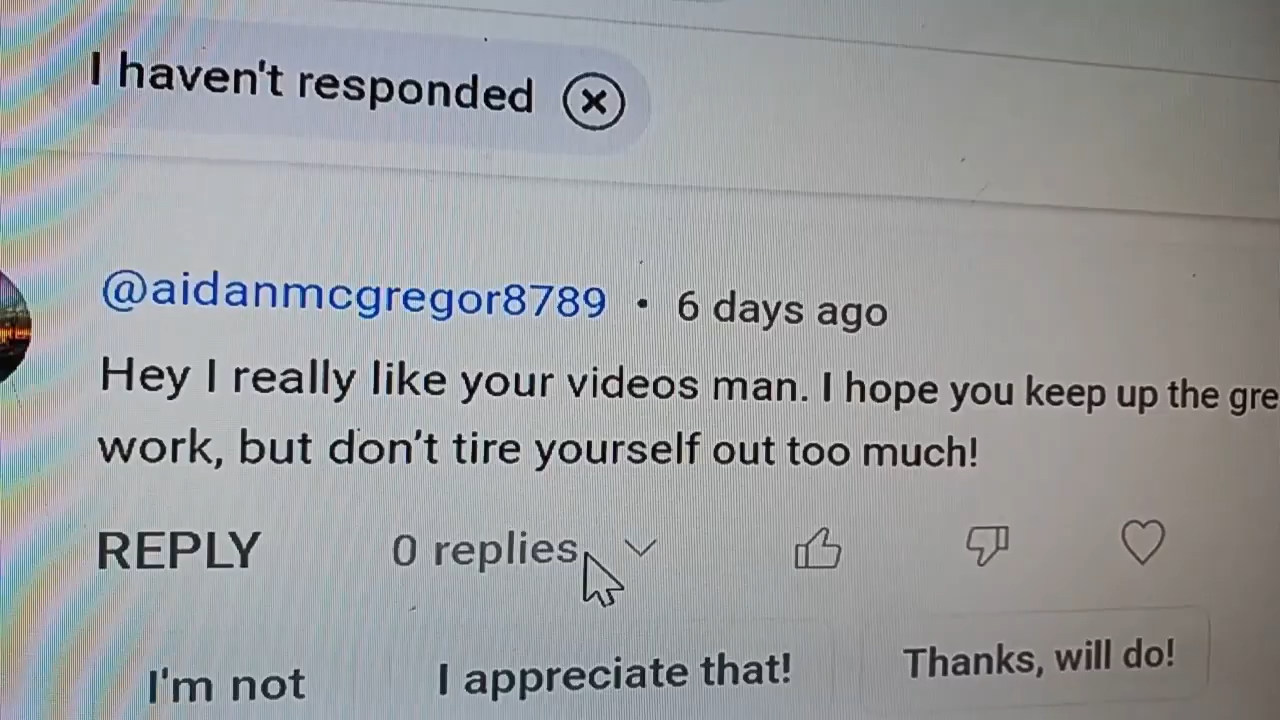 I haven't responded
@aidanmcgregor8789 • 6 days ago
Hey I really like your videos man. I hope you keep up the gre
work, but don't tire yourself out too much!
REPLY 0 replies
I'm not I appreciate that! Thanks, will do!